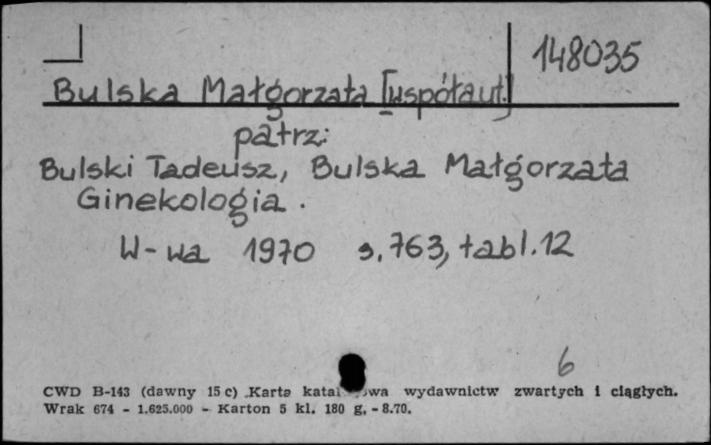 148035
Bulska Małgorzata [współaut.]
patrz:
Bulski Tadeusz, Bulska Małgorzata
Ginekologia.
W-wa 1970 s. 763, tabl. 12
6
CWD B-143 (dawny 15 c) Karta wydawnictw zwartych i ciągłych.
Wrak 674 - 1.625.000 - Karton 5 kl. 180 g. - 8.70.